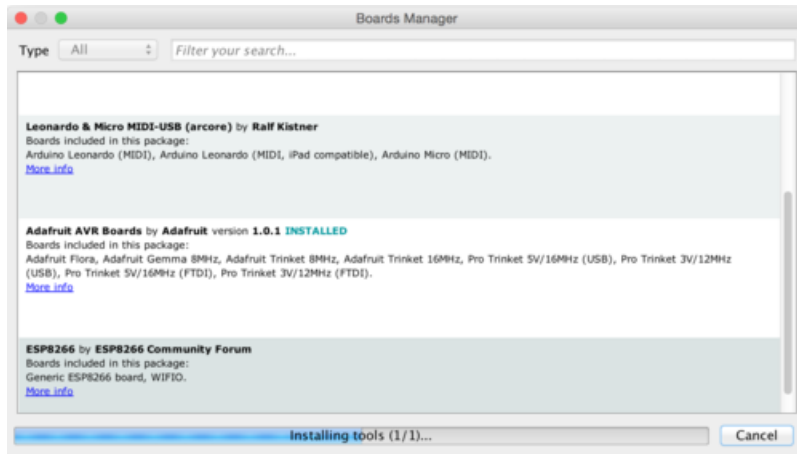 Boards Manager
Type All Filter your search...
Leonardo & Micro MIDI-USB (arcore) by Ralf Kistner
Boards included in this package:
Arduino Leonardo (MIDI), Arduino Leonardo (MIDI, iPad compatible), Arduino Micro (MIDI).
More info
Adafruit AVR Boards by Adafruit version 1.0.1 INSTALLED
Boards included in this package:
Adafruit Flora, Adafruit Gemma 8MHz, Adafruit Trinket 8MHz, Adafruit Trinket 16MHz, Pro Trinket 5V/16MHz (USB), Pro Trinket 3V/12MHz
(USB), Pro Trinket 5V/16MHz (FTDI), Pro Trinket 3V/12MHz (FTDI).
More info
ESP8266 by ESP8266 Community Forum
Boards included in this package:
Generic ESP8266 board, WIFIO.
More info
Installing tools (1/1)...
Cancel